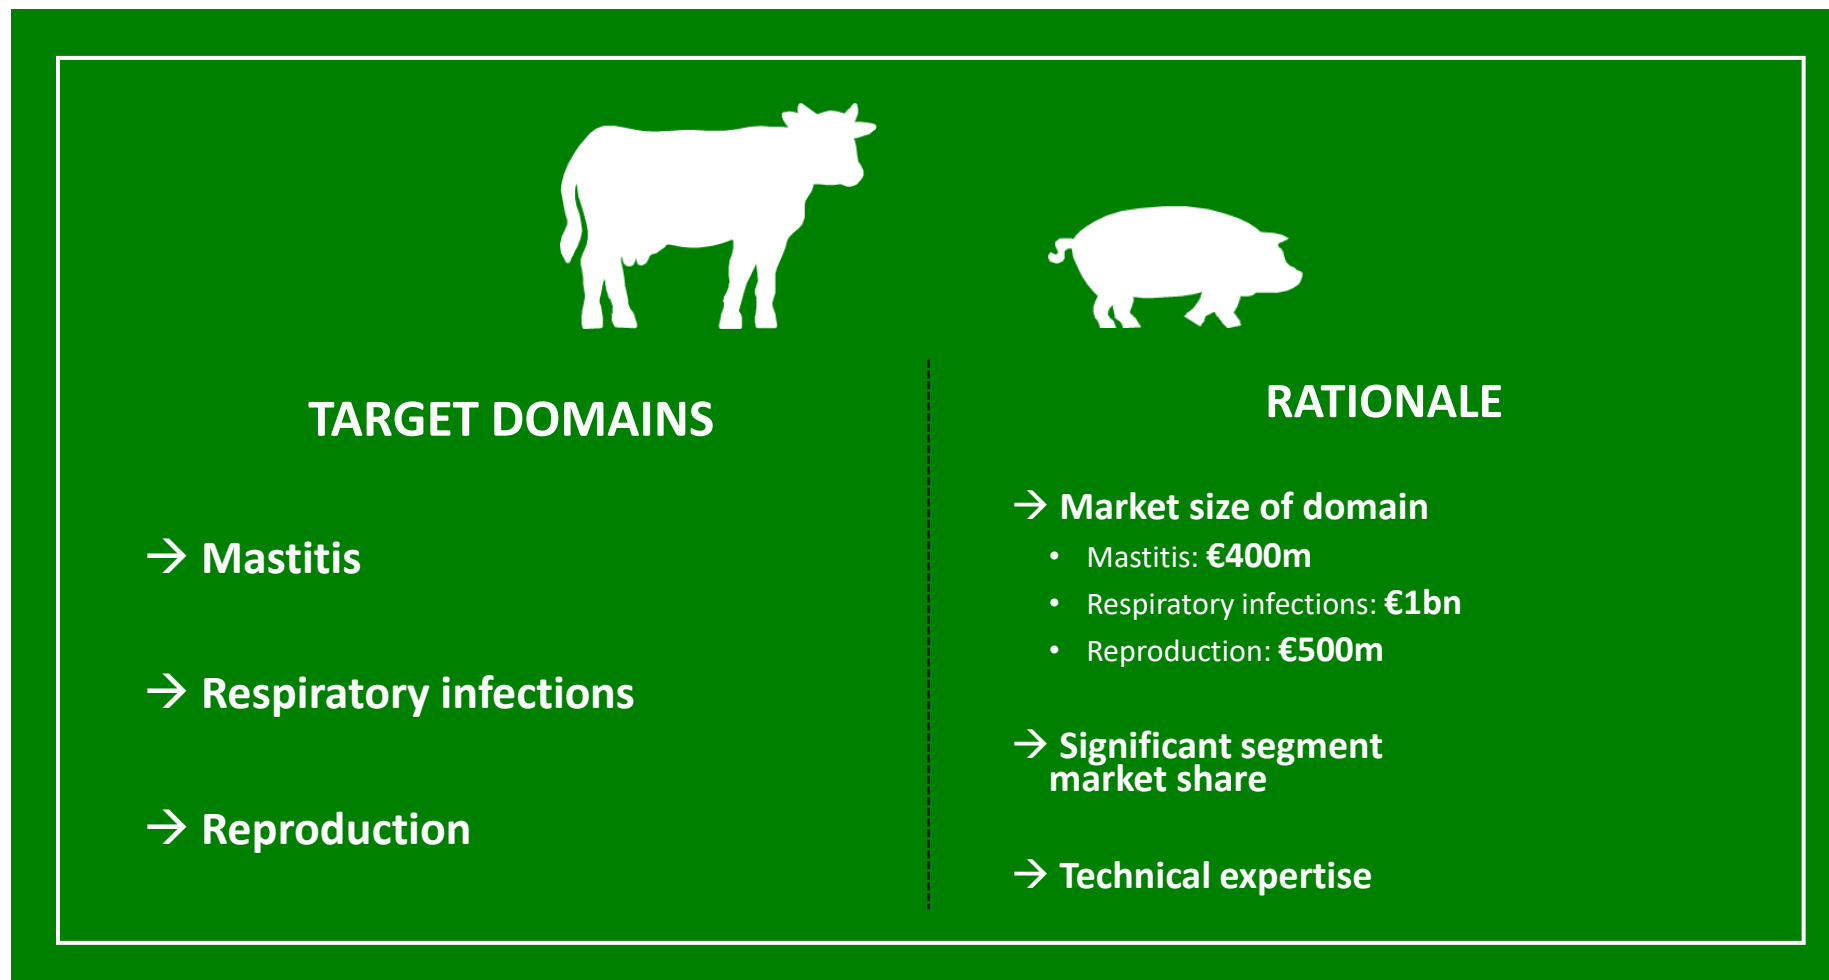 TARGET DOMAINS
→ Mastitis
→ Respiratory infections
→ Reproduction
RATIONALE
→ Market size of domain
• Mastitis: €400m
• Respiratory infections: €1bn
• Reproduction: €500m
→ Significant segment
market share
→ Technical expertise